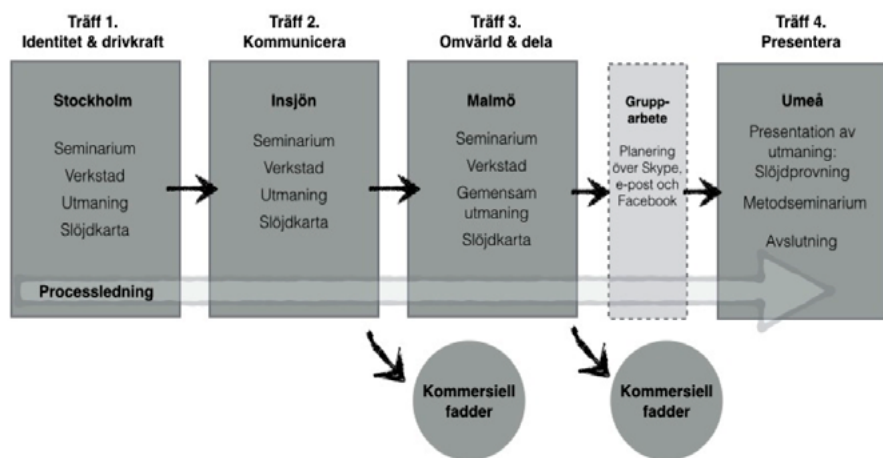 Träff 1.
Identitet & drivkraft
Stockholm
Seminarium
Verkstad
Utmaning
Slöjdkarta
Träff 2.
Kommunicera
Insjön
Seminarium
Verkstad
Utmaning
Slöjdkarta
Träff 3.
Omvärld & dela
Malmö
Seminarium
Verkstad
Gemensam
utmaning
Slöjdkarta
Grupp-
arbete
Planering
över Skype,
e-post och
Facebook
Träff 4.
Presentera
Umeå
Presentation av
utmaning:
Slöjdprovning
Metodseminarium
Avslutning
Processledning
Kommersiell
fadder
Kommersiell
fadder